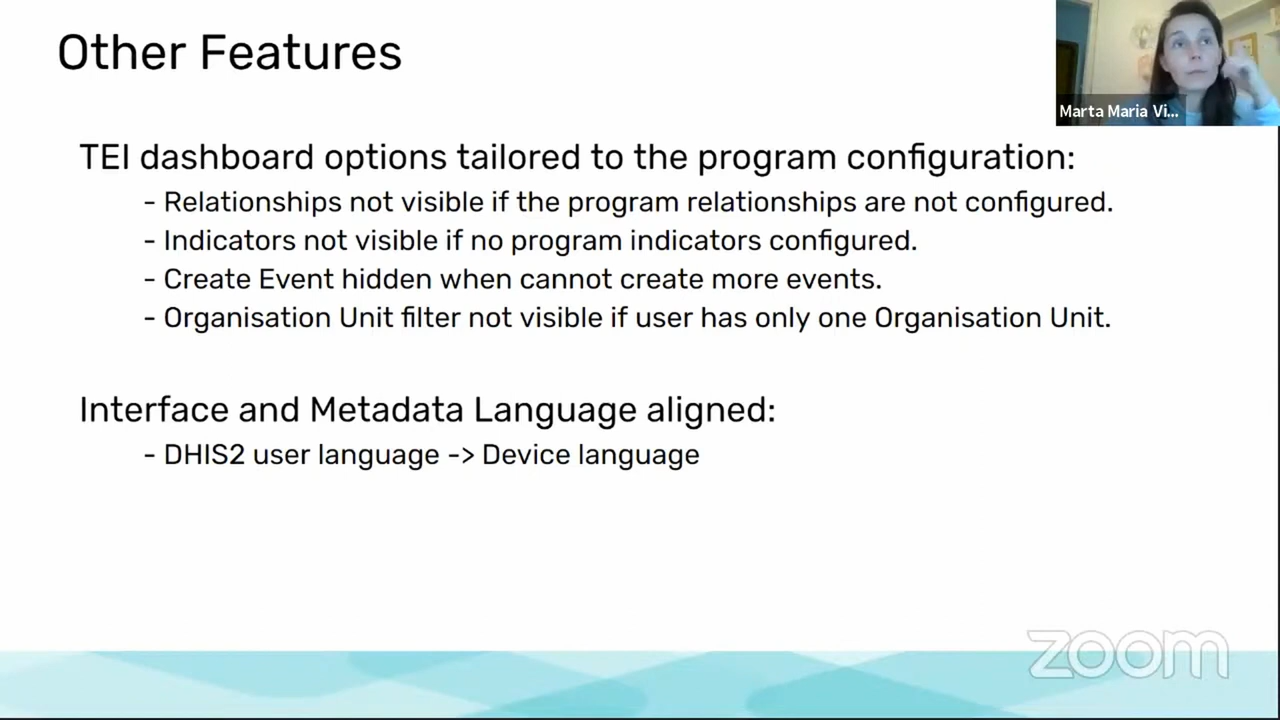 Other Features
Marta Maria Vi...
TEI dashboard options tailored to the program configuration:
- Relationships not visible if the program relationships are not configured.
- Indicators not visible if no program indicators configured.
- Create Event hidden when cannot create more events.
- Organisation Unit filter not visible if user has only one Organisation Unit.
Interface and Metadata Language aligned:
- DHIS2 user language -> Device language
zoom